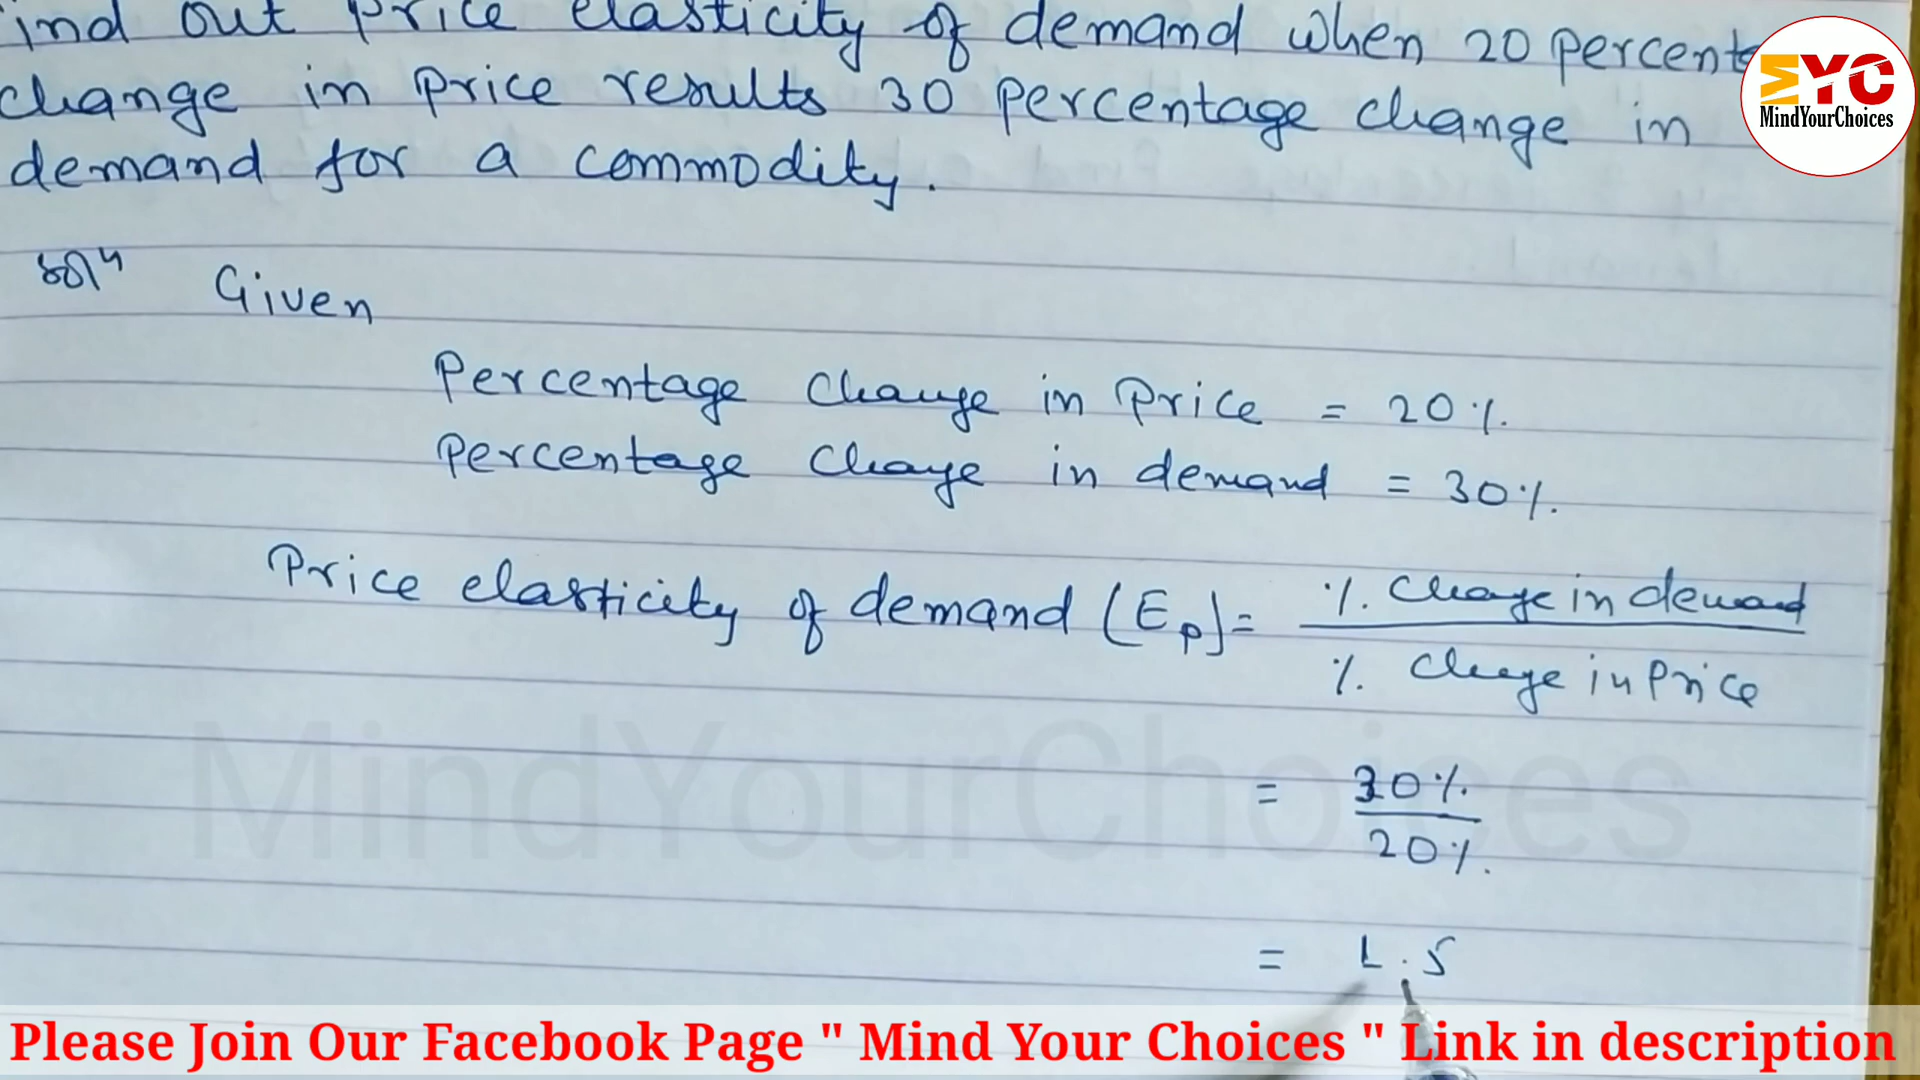 ind out price elasticity of demand when 20 percent
change in price results 30 percentage change in
demand for a commodity.
MYC
MindYourChoices
Solⁿ Given
Percentage change in price = 20%.
Percentage change in demand = 30%.
Price elasticity of demand (Ep) = % change in demand
% change in price
MindYourChoices
= 30%
20%.
= 1.5
Please Join Our Facebook Page " Mind Your Choices " Link in description